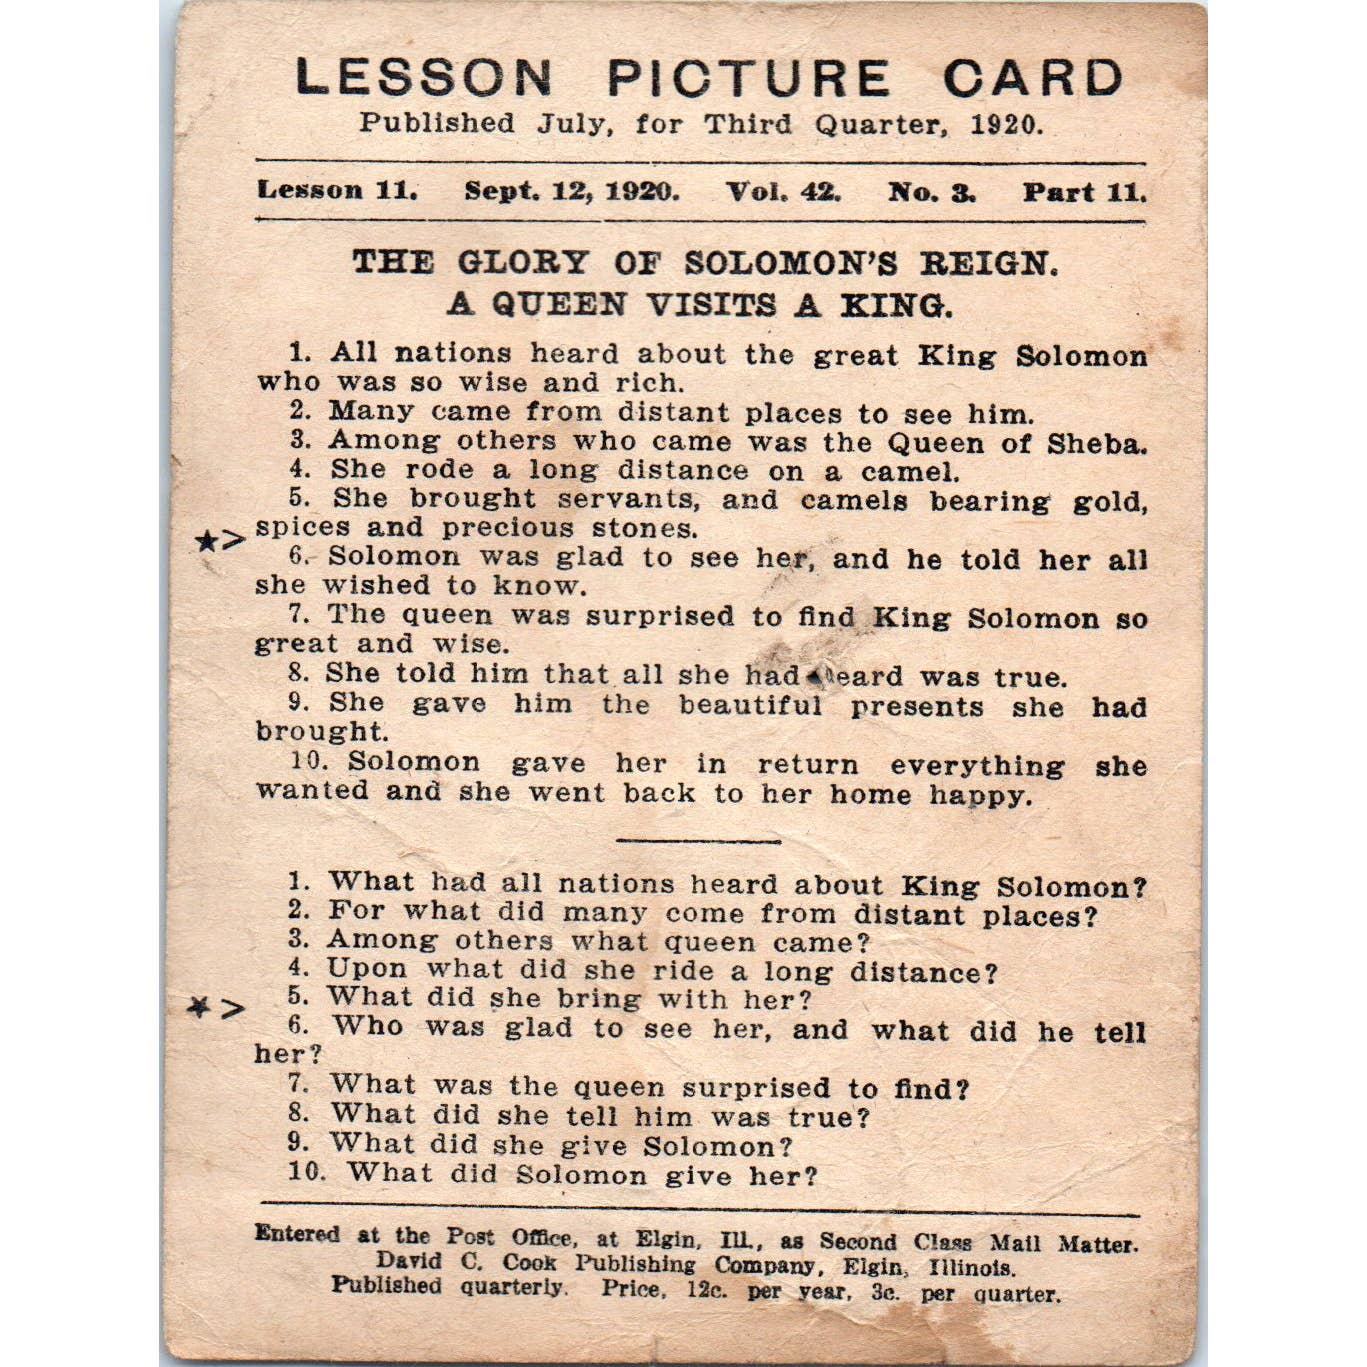 LESSON PICTURE CARD
Published July, for Third Quarter, 1920.
Lesson 11. Sept. 12, 1920. Vol. 42. No. 3. Part 11.
THE GLORY OF SOLOMON'S REIGN.
A QUEEN VISITS A KING.
1. All nations heard about the great King Solomon
who was so wise and rich.
2. Many came from distant places to see him.
3. Among others who came was the Queen of Sheba.
4. She rode a long distance on a camel.
5. She brought servants, and camels bearing gold,
★> spices and precious stones.
6. Solomon was glad to see her, and he told her all
she wished to know.
7. The queen was surprised to find King Solomon so
great and wise.
8. She told him that all she had heard was true.
9. She gave him the beautiful presents she had
brought.
10. Solomon gave her in return everything she
wanted and she went back to her home happy.
1. What had all nations heard about King Solomon?
2. For what did many come from distant places?
3. Among others what queen came?
4. Upon what did she ride a long distance?
★> 5. What did she bring with her?
6. Who was glad to see her, and what did he tell
her?
7. What was the queen surprised to find?
8. What did she tell him was true?
9. What did she give Solomon?
10. What did Solomon give her?
Entered at the Post Office, at Elgin, Ill., as Second Class Mail Matter.
David C. Cook Publishing Company, Elgin, Illinois.
Published quarterly. Price, 12c. per year, 3c. per quarter.